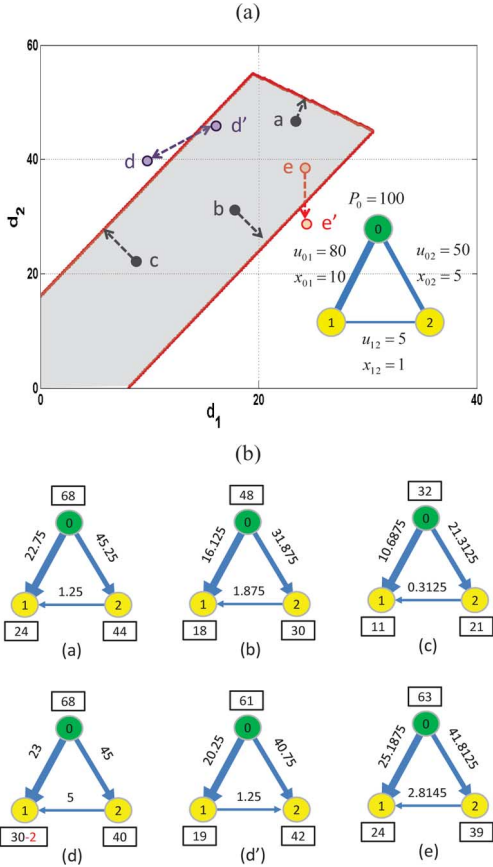 (a)
60
40
20
0
0
20
40
d₂
d₁
a
b
c
d
d’
e
e’
P₀ = 100
0
u₀₁ = 80
x₀₁ = 10
u₀₂ = 50
x₀₂ = 5
1
2
u₁₂ = 5
x₁₂ = 1
(b)
68
0
22.75
45.25
1.25
1
2
24
44
(a)
48
0
16.125
31.875
1.875
1
2
18
30
(b)
32
0
10.6875
21.3125
0.3125
1
2
11
21
(c)
68
0
23
45
5
1
2
30-2
40
(d)
61
0
20.25
40.75
1.25
1
2
19
42
(d’)
63
0
25.1875
41.8125
2.8145
1
2
24
39
(e)